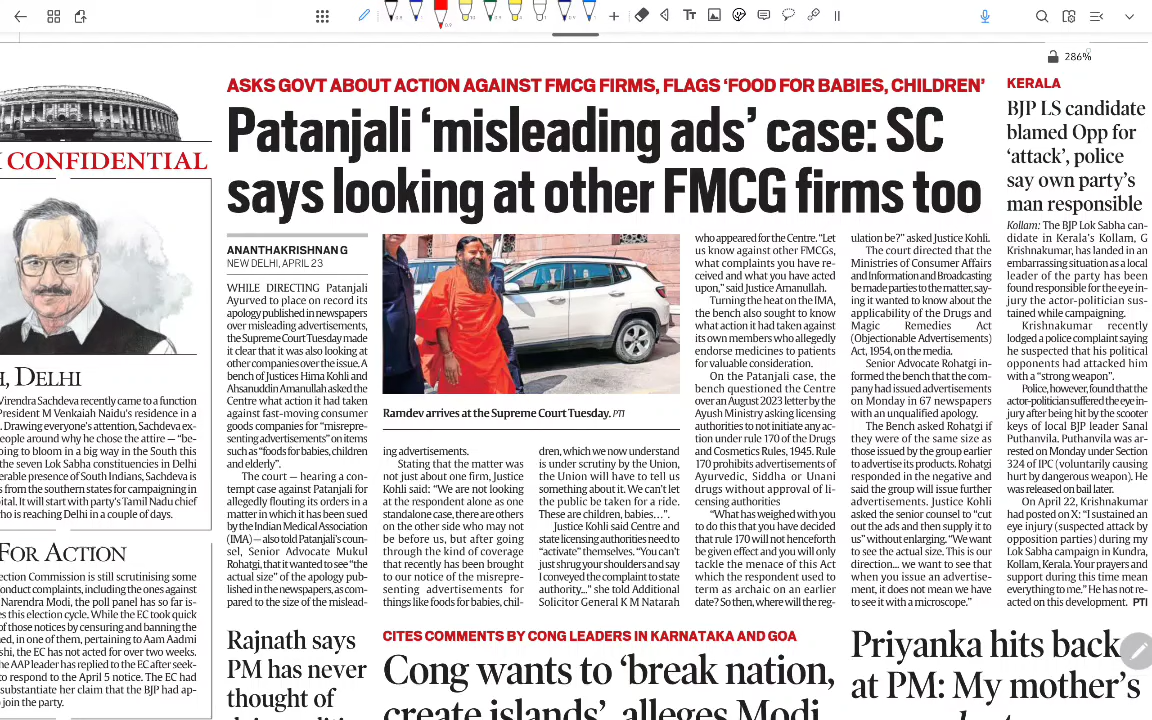 286%
CONFIDENTIAL
H, DELHI
Virendra Sachdeva recently came to a function
President M Venkaiah Naidu's residence in a
. Drawing everyone's attention, Sachdeva ex-
eople around why he chose the attire — "be-
oing to bloom in a big way in the South this
the seven Lok Sabha constituencies in Delhi
erable presence of South Indians, Sachdeva is
s from the southern states for campaigning in
ital. It will start with party's Tamil Nadu chief
ho is reaching Delhi in a couple of days.
FOR ACTION
ection Commission is still scrutinising some
onduct complaints, including the ones against
Narendra Modi, the poll panel has so far is-
es this election cycle. While the EC took quick
of those notices by censuring and banning the
ned, in one of them, pertaining to Aam Aadmi
shi, the EC has not acted for over two weeks.
he AAP leader has replied to the EC after seek-
to respond to the April 5 notice. The EC had
substantiate her claim that the BJP had ap-
join the party.
ASKS GOVT ABOUT ACTION AGAINST FMCG FIRMS, FLAGS 'FOOD FOR BABIES, CHILDREN'
Patanjali 'misleading ads' case: SC
says looking at other FMCG firms too
ANANTHAKRISHNAN G
NEW DELHI, APRIL 23
WHILE DIRECTING Patanjali
Ayurved to place on record its
apology published in newspapers
over misleading advertisements,
the Supreme Court Tuesday made
it clear that it was also looking at
other companies over the issue. A
bench of Justices Hima Kohli and
Ahsanuddin Amanullah asked the
Centre what action it had taken
against fast-moving consumer
goods companies for "misrepre-
senting advertisements" on items
such as "foods for babies, children
and elderly".
The court — hearing a con-
tempt case against Patanjali for
allegedly flouting its orders in a
matter in which it has been sued
by the Indian Medical Association
(IMA) — also told Patanjali's coun-
sel, Senior Advocate Mukul
Rohatgi, that it wanted to see "the
actual size" of the apology pub-
lished in the newspapers, as com-
pared to the size of the mislead-
Ramdev arrives at the Supreme Court Tuesday. PTI
ing advertisements.
Stating that the matter was
not just about one firm, Justice
Kohli said: "We are not looking
at the respondent alone as one
standalone case, there are others
on the other side who may not
be before us, but after going
through the kind of coverage
that recently has been brought
to our notice of the misrepre-
senting advertisements for
things like foods for babies, chil-
dren, which we now understand
is under scrutiny by the Union,
the Union will have to tell us
something about it. We can't let
the public be taken for a ride.
These are children, babies…".
Justice Kohli said Centre and
state licensing authorities need to
"activate" themselves. "You can't
just shrug your shoulders and say
I conveyed the complaint to state
authority..." she told Additional
Solicitor General K M Natarah
who appeared for the Centre. "Let
us know against other FMCGs,
what complaints you have re-
ceived and what you have acted
upon," said Justice Amanullah.
Turning the heat on the IMA,
the bench also sought to know
what action it had taken against
its own members who allegedly
endorse medicines to patients
for valuable consideration.
On the Patanjali case, the
bench questioned the Centre
over an August 2023 letter by the
Ayush Ministry asking licensing
authorities to not initiate any ac-
tion under rule 170 of the Drugs
and Cosmetics Rules, 1945. Rule
170 prohibits advertisements of
Ayurvedic, Siddha or Unani
drugs without approval of li-
censing authorities
"What has weighed with you
to do this that you have decided
that rule 170 will not henceforth
be given effect and you will only
tackle the menace of this Act
which the respondent used to
term as archaic on an earlier
date? So then, where will the reg-
ulation be?" asked Justice Kohli.
The court directed that the
Ministries of Consumer Affairs
and Information and Broadcasting
be made parties to the matter, say-
ing it wanted to know about the
applicability of the Drugs and
Magic Remedies Act
(Objectionable Advertisements)
Act, 1954, on the media.
Senior Advocate Rohatgi in-
formed the bench that the com-
pany had issued advertisements
on Monday in 67 newspapers
with an unqualified apology.
The Bench asked Rohatgi if
they were of the same size as
those issued by the group earlier
to advertise its products. Rohatgi
responded in the negative and
said the group will issue further
advertisements. Justice Kohli
asked the senior counsel to "cut
out the ads and then supply it to
us" without enlarging. "We want
to see the actual size. This is our
direction... we want to see that
when you issue an advertise-
ment, it does not mean we have
to see it with a microscope."
KERALA
BJP LS candidate
blamed Opp for
'attack', police
say own party's
man responsible
Kollam: The BJP Lok Sabha can-
didate in Kerala's Kollam, G
Krishnakumar, has landed in an
embarrassing situation as a local
leader of the party has been
found responsible for the eye in-
jury the actor-politician sus-
tained while campaigning.
Krishnakumar recently
lodged a police complaint saying
he suspected that his political
opponents had attacked him
with a "strong weapon".
Police, however, found that the
actor-politician suffered the eye in-
jury after being hit by the scooter
keys of local BJP leader Sanal
Puthanvila. Puthanvila was ar-
rested on Monday under Section
324 of IPC (voluntarily causing
hurt by dangerous weapon). He
was released on bail later.
On April 22, Krishnakumar
had posted on X: "I sustained an
eye injury (suspected attack by
opposition parties) during my
Lok Sabha campaign in Kundra,
Kollam, Kerala. Your prayers and
support during this time mean
everything to me." He has not re-
acted on this development. PTI
Rajnath says
PM has never
thought of
CITES COMMENTS BY CONG LEADERS IN KARNATAKA AND GOA
Cong wants to 'break nation,
create islands', alleges Modi
Priyanka hits back
at PM: My mother's